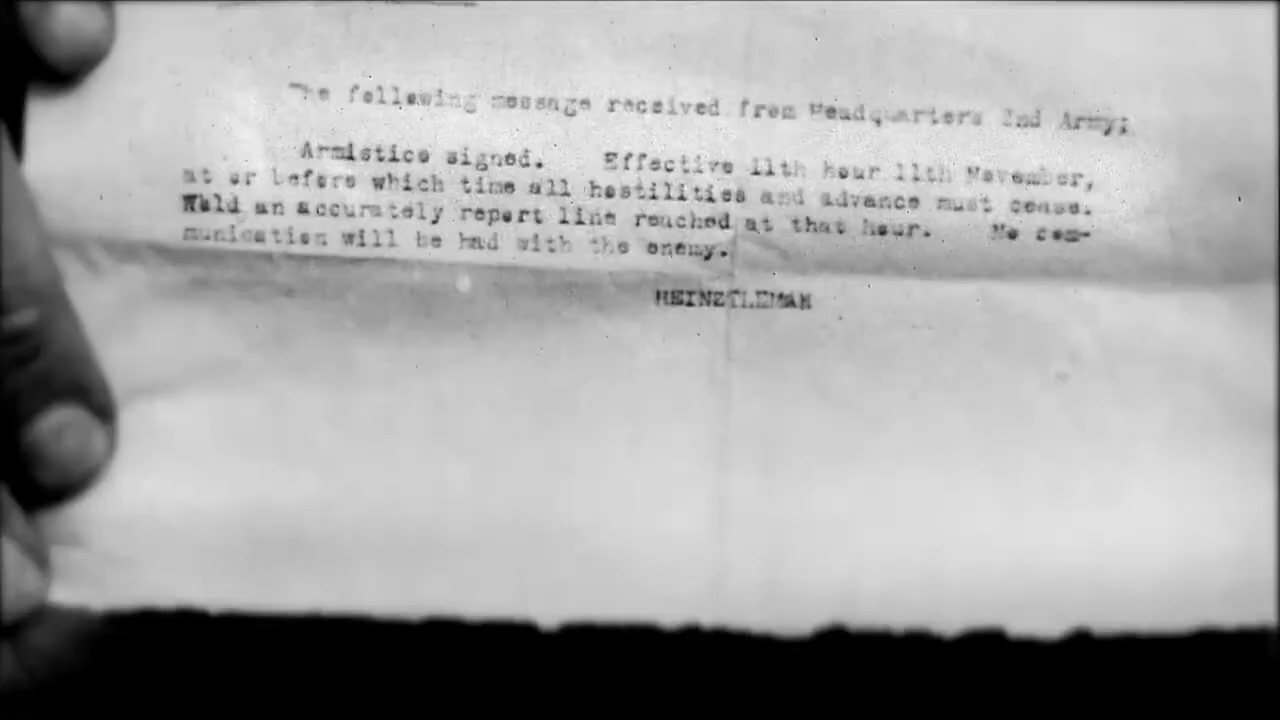 The following message received from Headquarters 2nd Army;
Armistice signed. Effective 11th hour 11th November,
at or before which time all hostilities and advance must cease.
Hold an accurately report line reached at that hour. No com-
munication will be had with the enemy.
HEINZTLEMAN